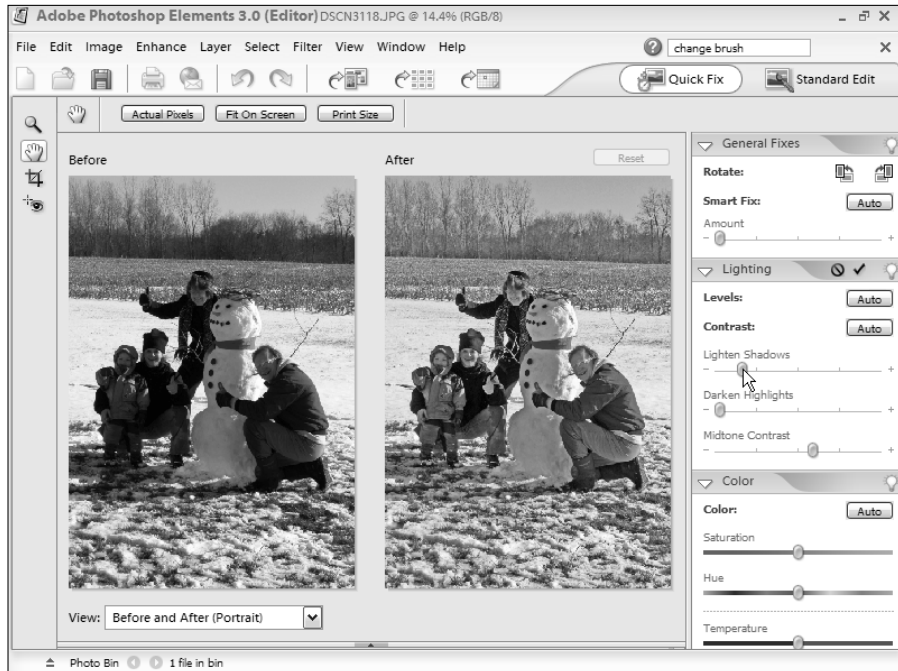 Adobe Photoshop Elements 3.0 (Editor) DSCN3118.JPG @ 14.4% (RGB/8)
File Edit Image Enhance Layer Select Filter View Window Help
change brush
Quick Fix
Standard Edit
Actual Pixels
Fit On Screen
Print Size
Before
After
Reset
General Fixes
Rotate:
Smart Fix: Auto
Amount
Lighting
Levels: Auto
Contrast: Auto
Lighten Shadows
Darken Highlights
Midtone Contrast
Color
Color: Auto
Saturation
Hue
Temperature
View: Before and After (Portrait)
Photo Bin 1 file in bin